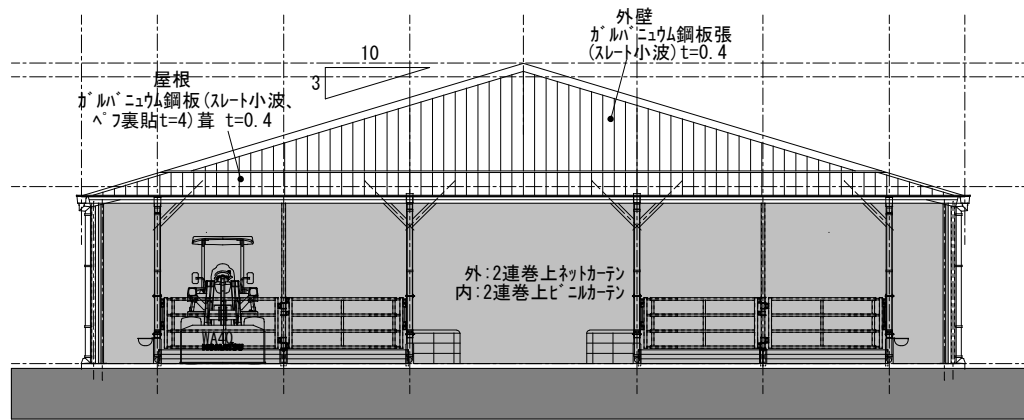 外壁
ガルバニュウム鋼板張
(スレート小波) t=0.4
10
3
屋根
ガルバニュウム鋼板(スレート小波、
ペフ裏貼t=4) 葺 t=0.4
外:2連巻上ネットカーテン
内:2連巻上ビニルカーテン
WA40